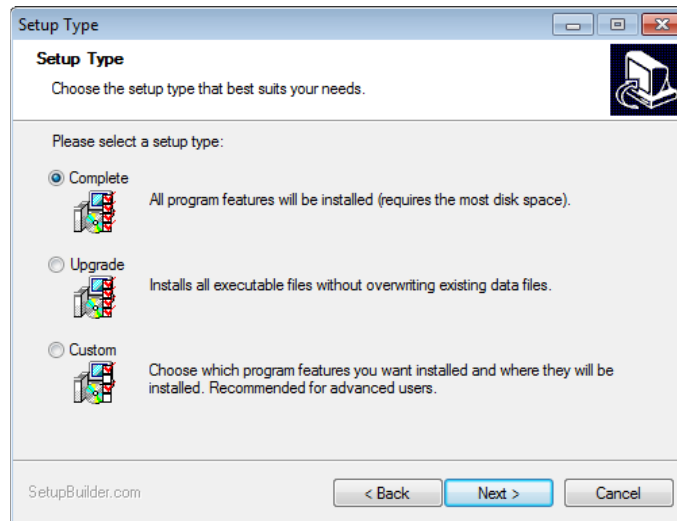 Setup Type
Setup Type
Choose the setup type that best suits your needs.
Please select a setup type:
Complete
All program features will be installed (requires the most disk space).
Upgrade
Installs all executable files without overwriting existing data files.
Custom
Choose which program features you want installed and where they will be
installed. Recommended for advanced users.
SetupBuilder.com
< Back
Next >
Cancel